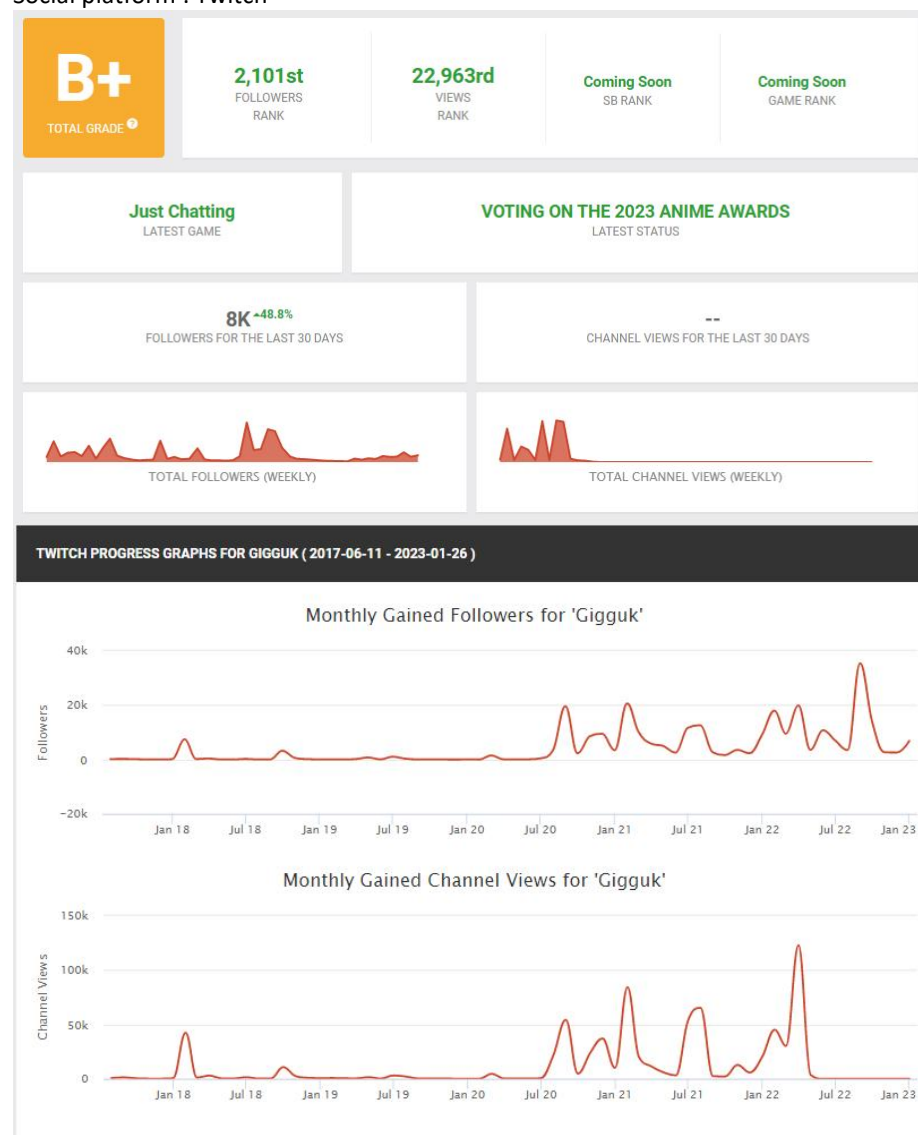 Social platform : Twitch
B+
TOTAL GRADE ?
2,101st
FOLLOWERS
RANK
22,963rd
VIEWS
RANK
Coming Soon
SB RANK
Coming Soon
GAME RANK
Just Chatting
LATEST GAME
VOTING ON THE 2023 ANIME AWARDS
LATEST STATUS
8K 48.8%
FOLLOWERS FOR THE LAST 30 DAYS
--
CHANNEL VIEWS FOR THE LAST 30 DAYS
TOTAL FOLLOWERS (WEEKLY)
TOTAL CHANNEL VIEWS (WEEKLY)
TWITCH PROGRESS GRAPHS FOR GIGGUK ( 2017-06-11 - 2023-01-26 )
Monthly Gained Followers for 'Gigguk'
Followers
40k
20k
0
-20k
Jan 18 Jul 18 Jan 19 Jul 19 Jan 20 Jul 20 Jan 21 Jul 21 Jan 22 Jul 22 Jan 23
Monthly Gained Channel Views for 'Gigguk'
Channel Views
150k
100k
50k
0
Jan 18 Jul 18 Jan 19 Jul 19 Jan 20 Jul 20 Jan 21 Jul 21 Jan 22 Jul 22 Jan 23